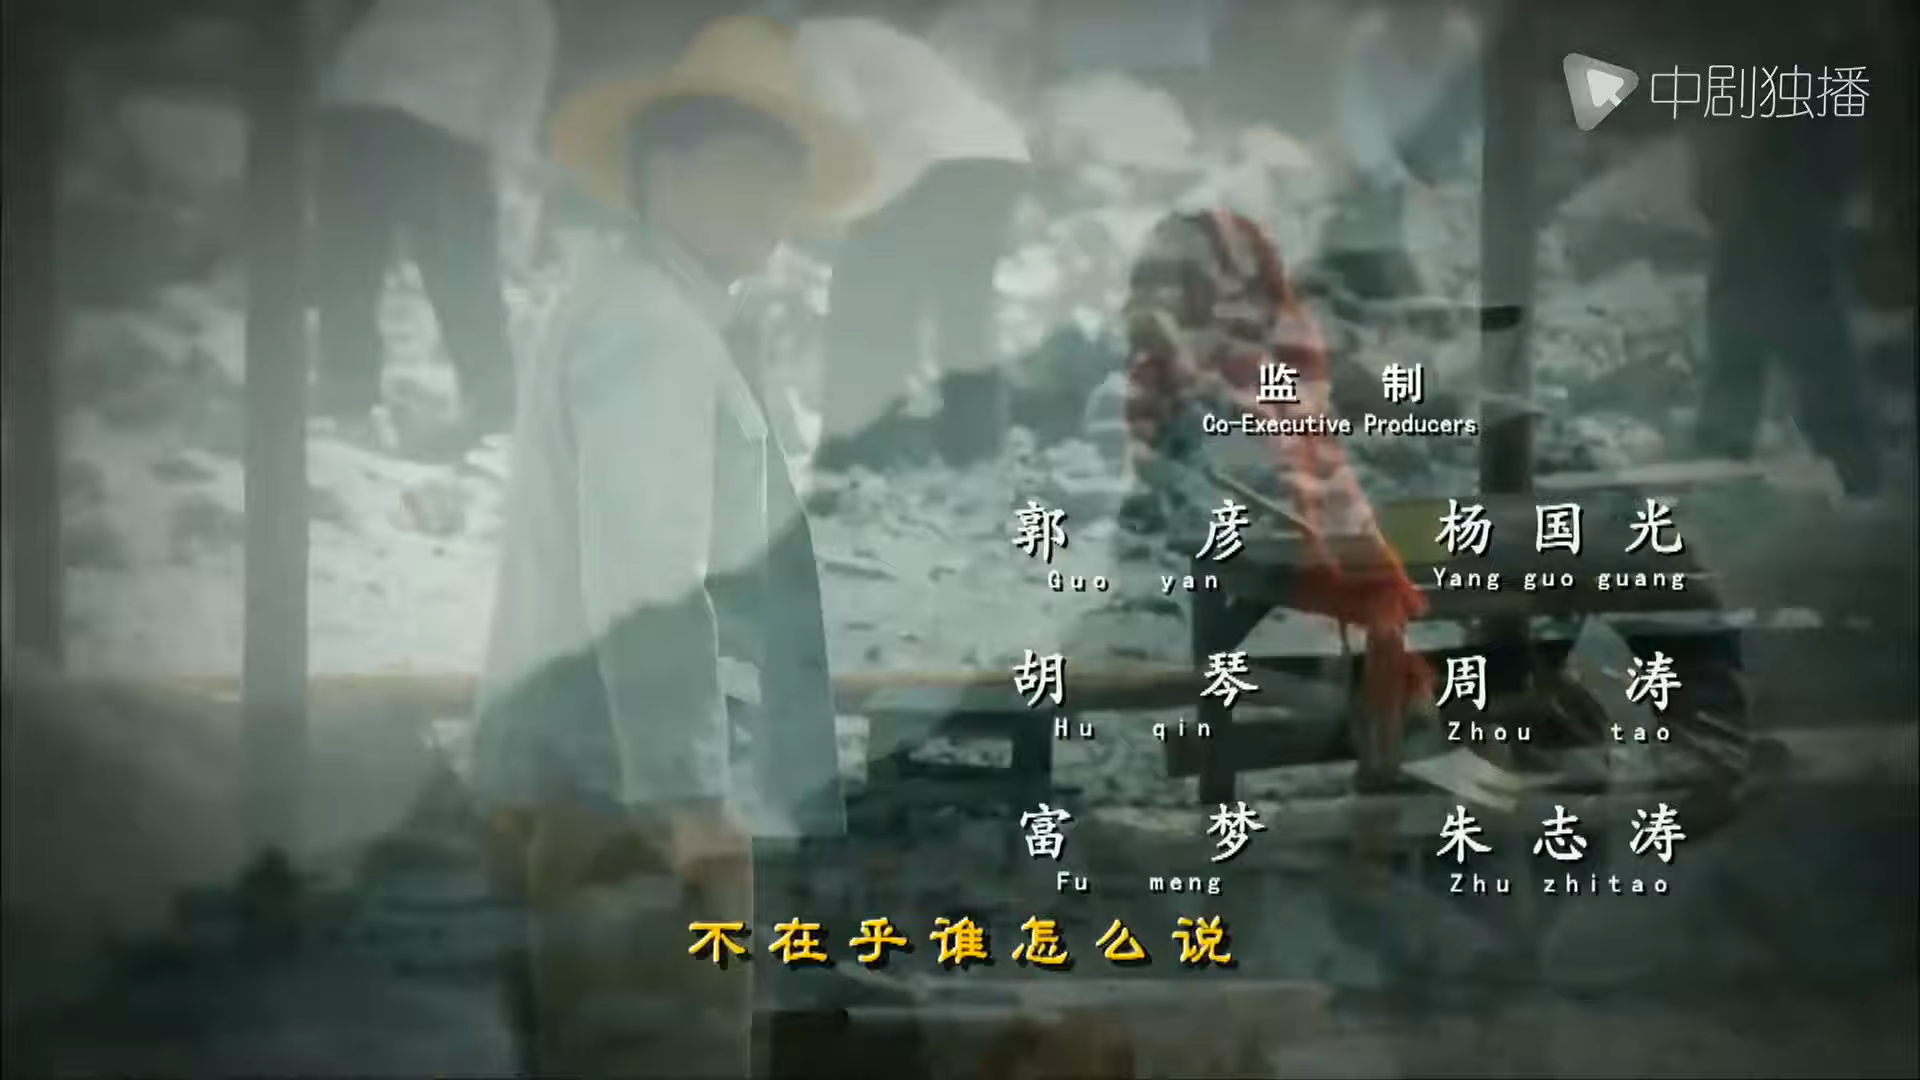 中剧独播
监 制
Co-Executive Producers
郭 彦 杨国光
Guo yan Yang guo guang
胡 琴 周 涛
Hu qin Zhou tao
富 梦 朱志涛
Fu meng Zhu zhitao
不在乎谁怎么说